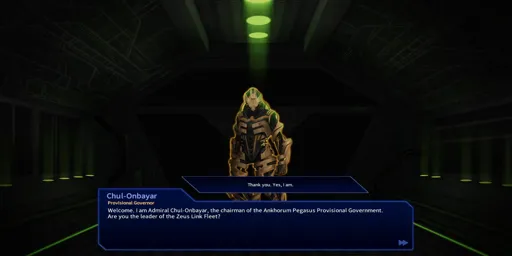 Thank you. Yes, I am.
Chul-Onbayar
Provisional Governor
Welcome. I am Admiral Chul-Onbayar, the chairman of the Ankhorum Pegasus Provisional Government.
Are you the leader of the Zeus Link Fleet?